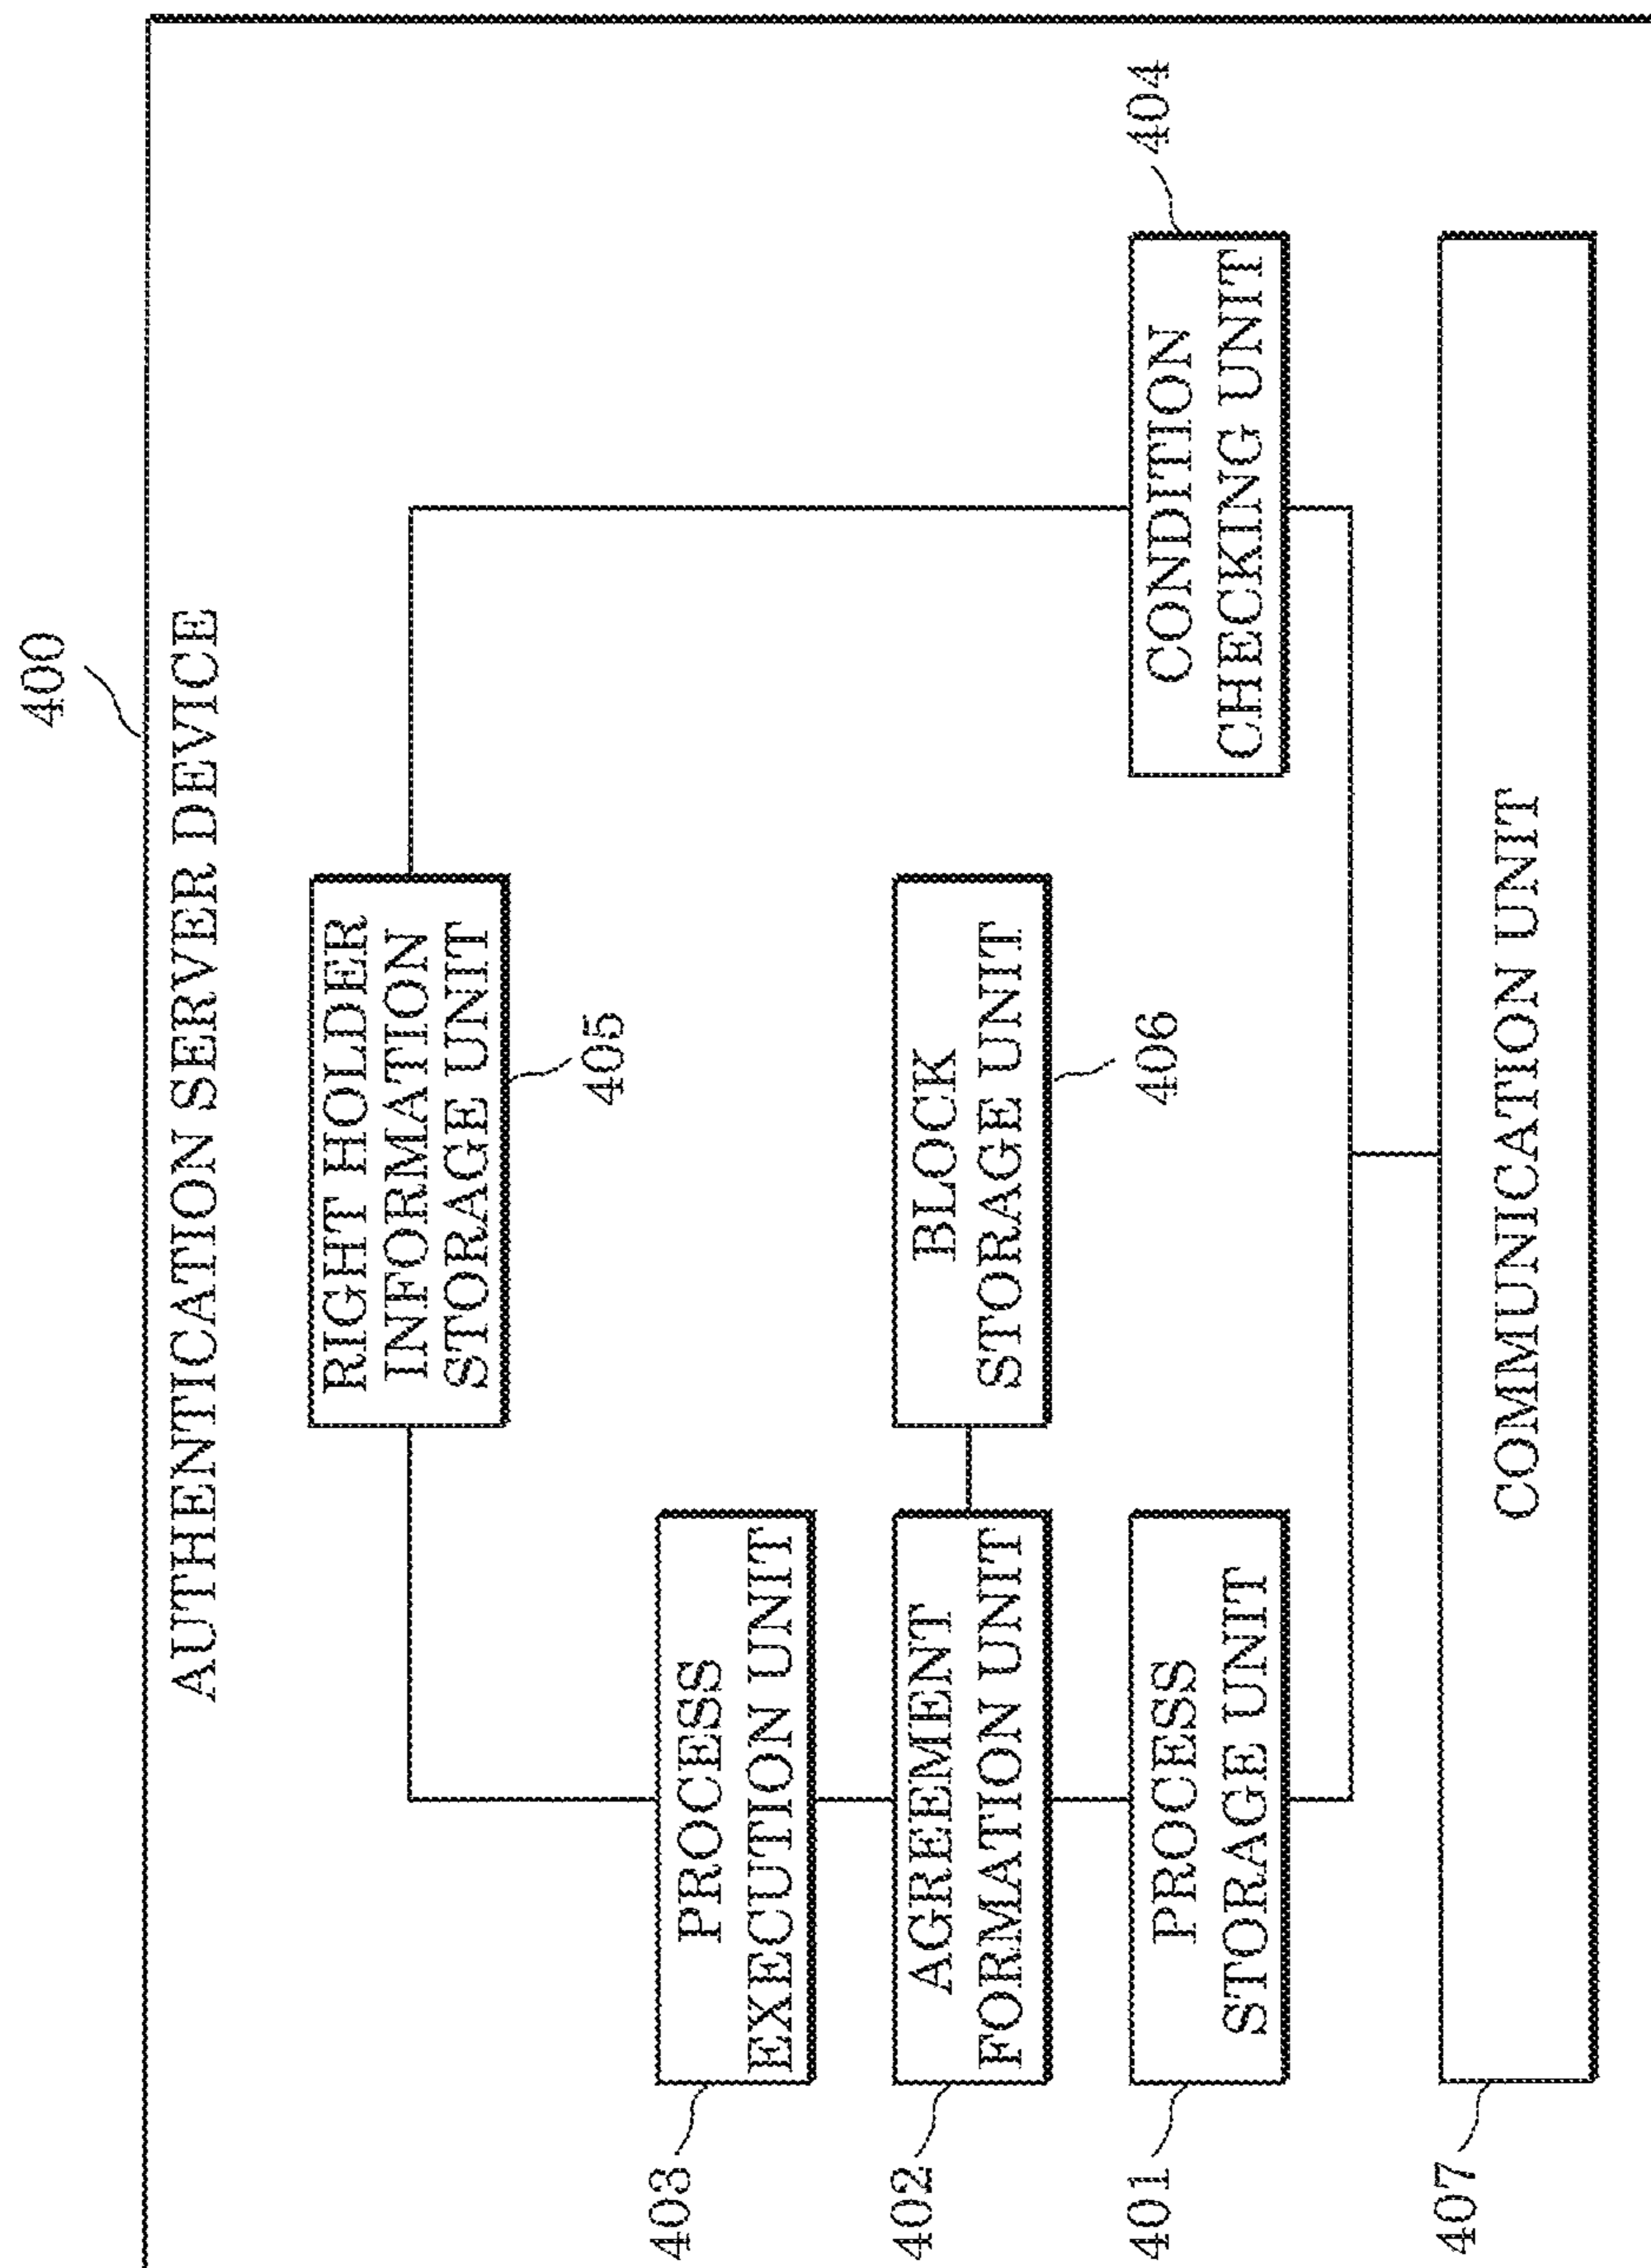 400
AUTHENTICATION SERVER DEVICE
RIGHT HOLDER
INFORMATION
STORAGE UNIT
405
403
PROCESS
EXECUTION UNIT
402
AGREEMENT
FORMATION UNIT
BLOCK
STORAGE UNIT
406
401
PROCESS
STORAGE UNIT
CONDITION
CHECKING UNIT
404
407
COMMUNICATION UNIT